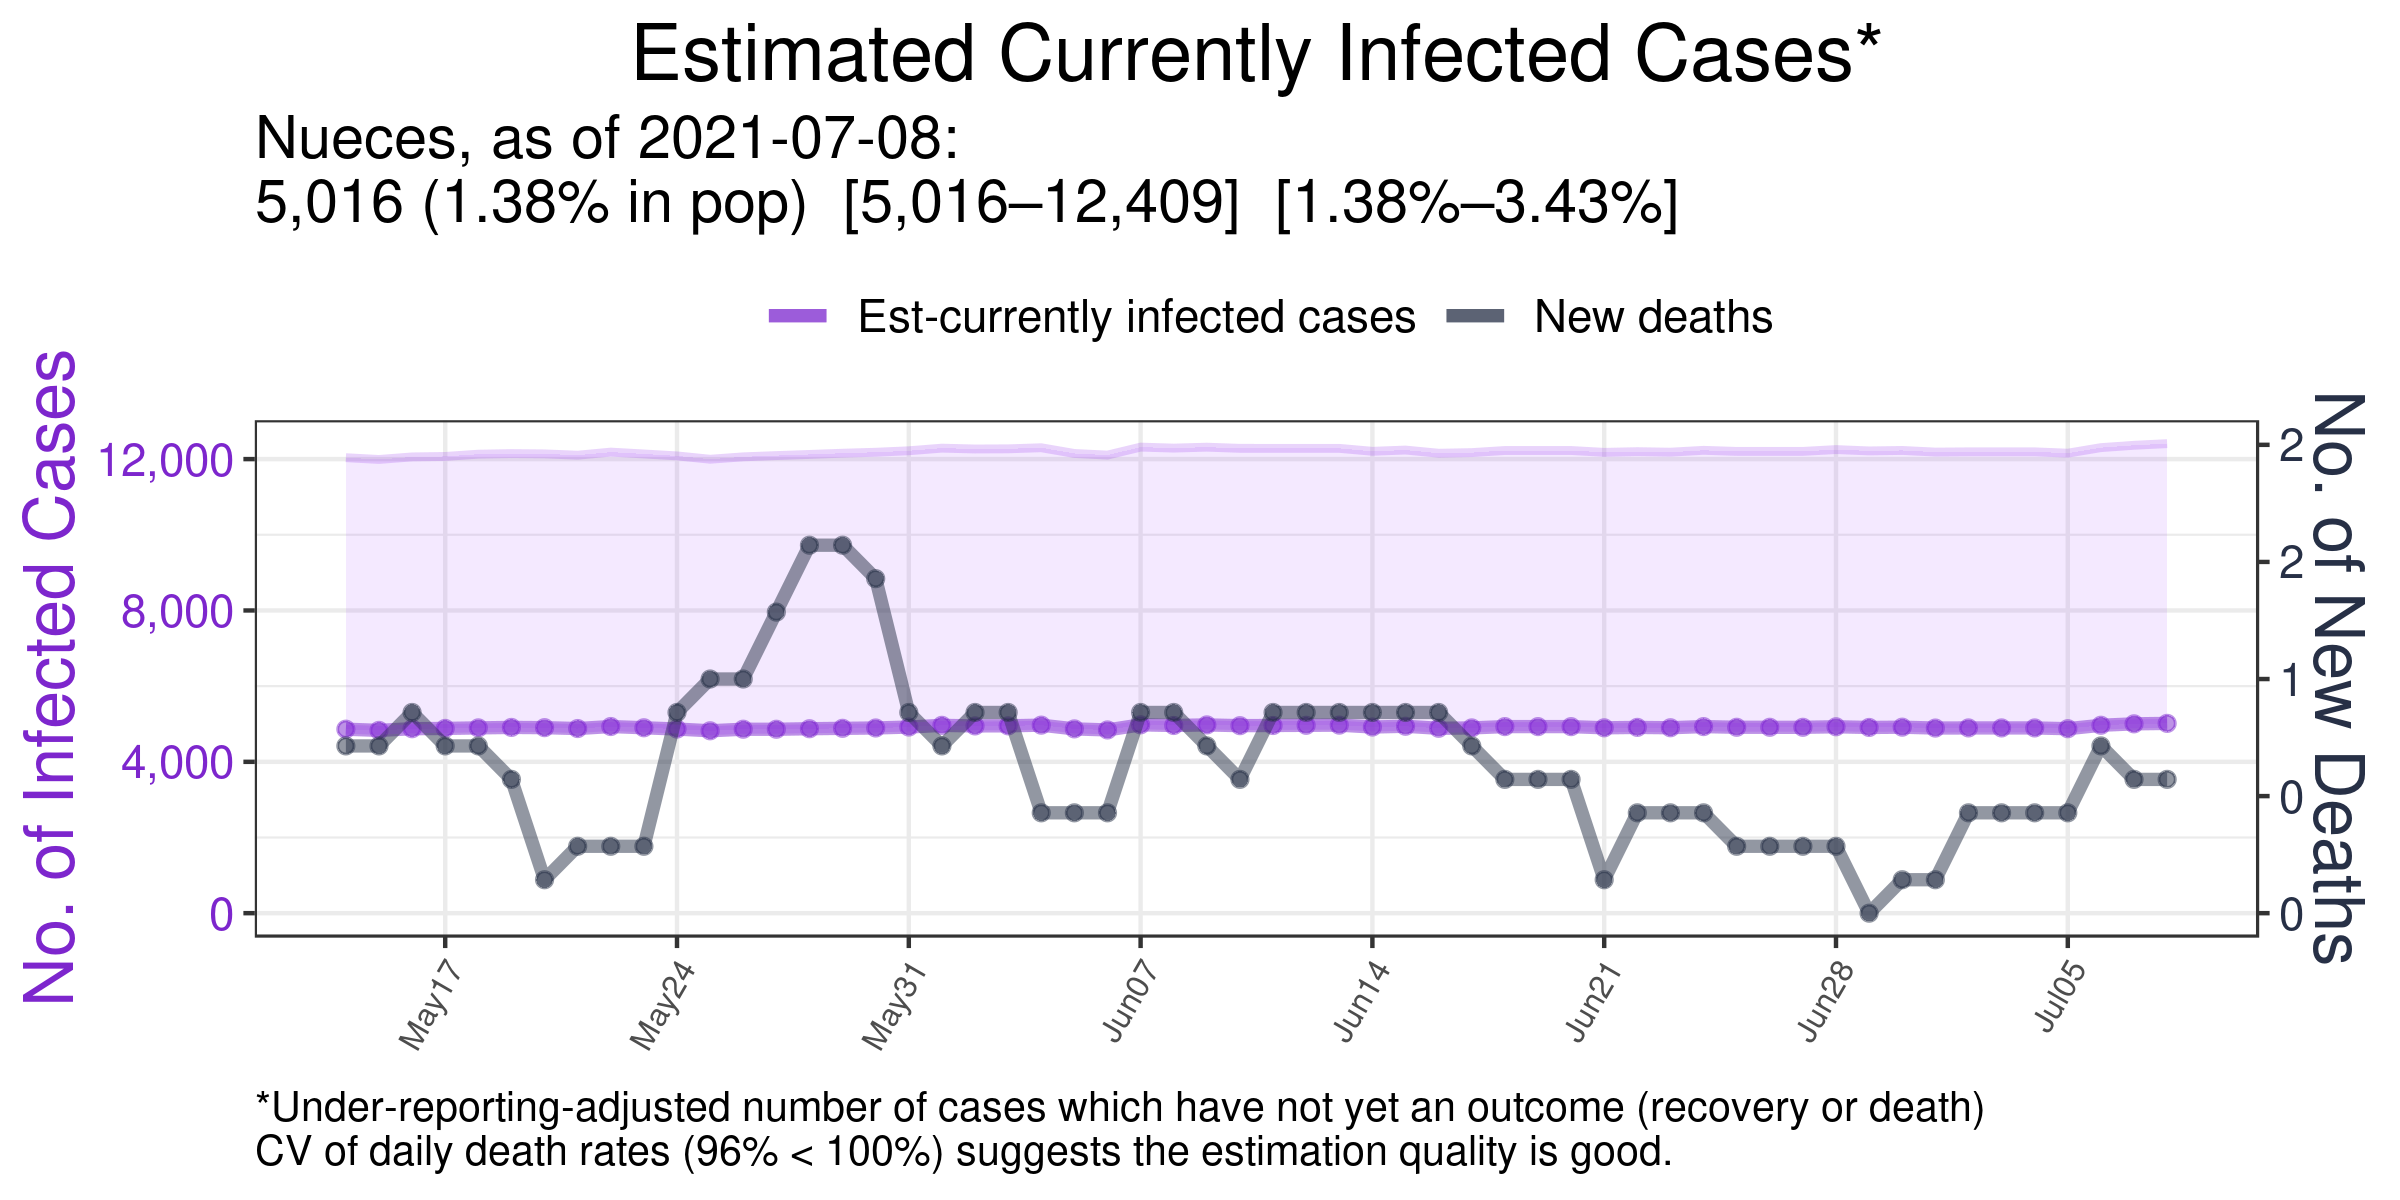 Estimated Currently Infected Cases*
Nueces, as of 2021-07-08:
5,016 (1.38% in pop)  [5,016–12,409]  [1.38%–3.43%]
Est-currently infected cases
New deaths
No. of Infected Cases
12,000
8,000
4,000
0
2
2
1
0
0
No. of New Deaths
May17
May24
May31
Jun07
Jun14
Jun21
Jun28
Jul05
*Under-reporting-adjusted number of cases which have not yet an outcome (recovery or death)
CV of daily death rates (96% < 100%) suggests the estimation quality is good.